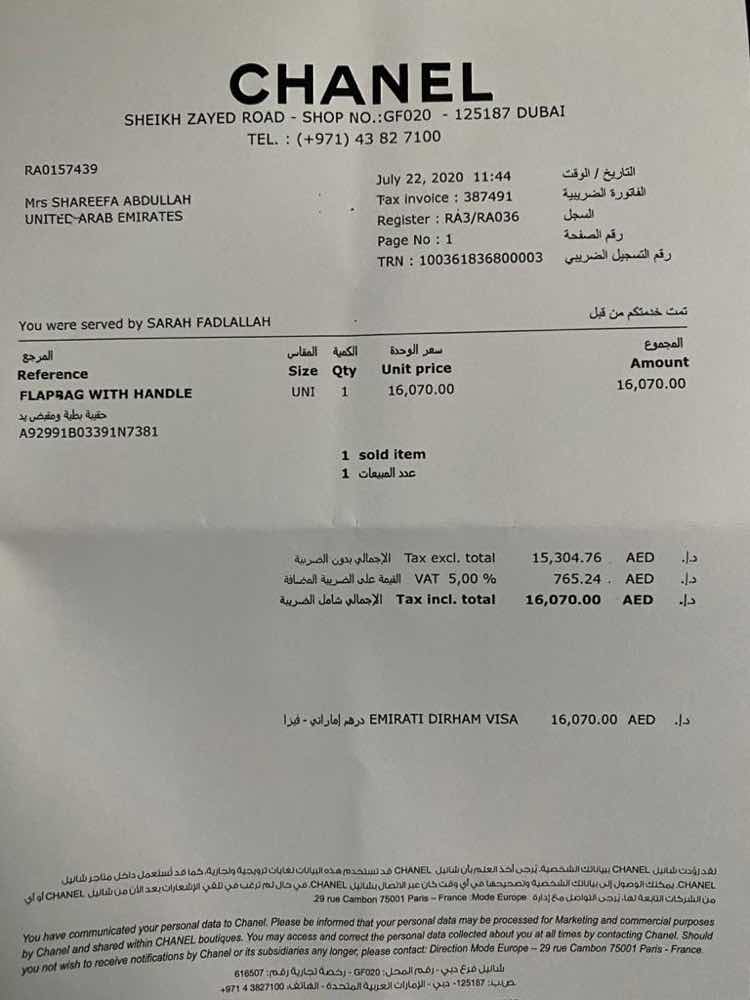 CHANEL
SHEIKH ZAYED ROAD - SHOP NO.:GF020 - 125187 DUBAI
TEL. : (+971) 43 82 7100
RA0157439
July 22, 2020 11:44 التاريخ / الوقت
Mrs SHAREEFA ABDULLAH
Tax invoice : 387491 الفاتورة الضريبية
UNITED ARAB EMIRATES
Register : RA3/RA036 السجل
Page No : 1 رقم الصفحة
TRN : 100361836800003 رقم التسجيل الضريبي
You were served by SARAH FADLALLAH تمت خدمتكم من قبل
المرجع المقاس الكمية سعر الوحدة المجموع
Reference Size Qty Unit price Amount
FLAPBAG WITH HANDLE UNI 1 16,070.00 16,070.00
حقيبة بطية ومقبض يد
A92991B03391N7381
1 sold item
1 عدد المبيعات
الإجمالي بدون الضريبة Tax excl. total 15,304.76 AED د.إ.
القيمة على الضريبة المضافة VAT 5,00 % 765.24 AED د.إ.
الإجمالي شامل الضريبة Tax incl. total 16,070.00 AED د.إ.
درهم إماراتي - فيزا EMIRATI DIRHAM VISA 16,070.00 AED د.إ.
لقد زودت شانيل CHANEL بياناتك الشخصية. يُرجى أخذ العلم بأن شانيل CHANEL قد تستخدم هذه البيانات لغايات ترويجية وتجارية، كما قد تُستعمل داخل متاجر شانيل
CHANEL. يمكنك الوصول إلى بياناتك الشخصية وتصحيحها في أي وقت كان عبر الاتصال بشانيل CHANEL. في حال لم ترغب في تلقي الإشعارات بعد الآن من شانيل CHANEL أو أي
من الشركات التابعة لها، يُرجى التواصل مع إدارة Mode Europe: 29 rue Cambon 75001 Paris – France
You have communicated your personal data to Chanel. Please be informed that your personal data may be processed for Marketing and commercial purposes
by Chanel and shared within CHANEL boutiques. You may access and correct the personal data collected about you at all times by contacting Chanel. Should
you not wish to receive notifications by Chanel or its subsidiaries any longer, please contact: Direction Mode Europe – 29 rue Cambon 75001 Paris - France.
شانيل فرع دبي - رقم المحل: GF020 - رخصة تجارية رقم: 616507
ص.ب: 125187- دبي - الإمارات العربية المتحدة - الهاتف: 3827100 4 971+